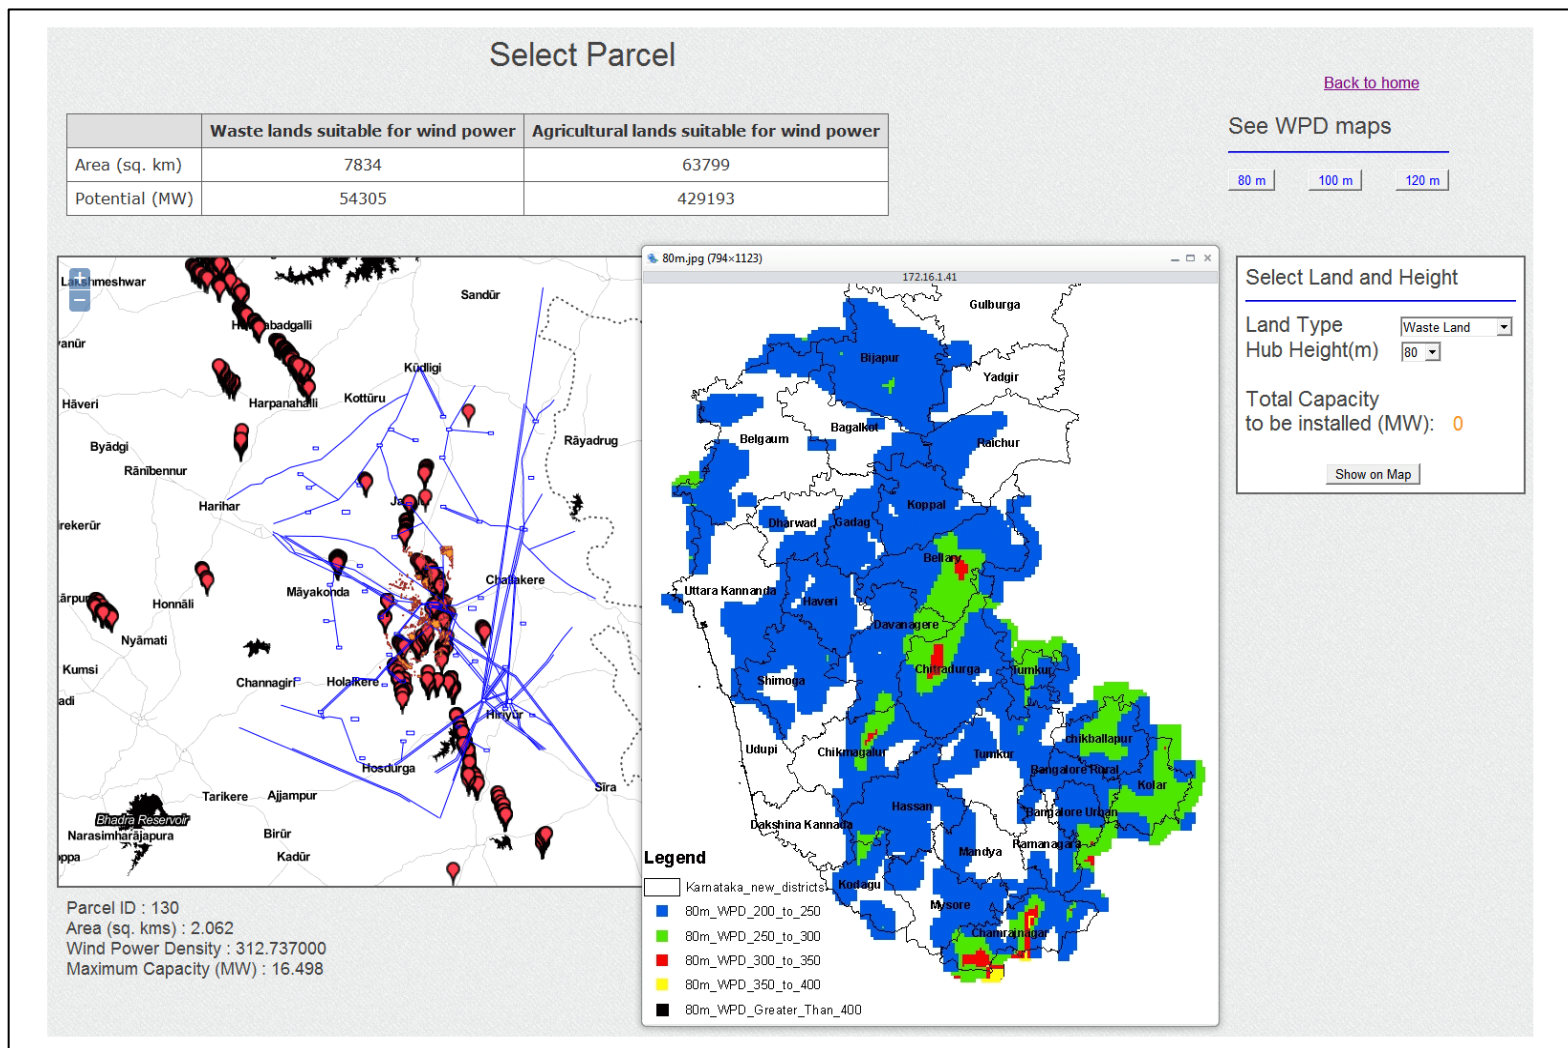 Select Parcel
Back to home
Waste lands suitable for wind power Agricultural lands suitable for wind power
Area (sq. km) 7834 63799
Potential (MW) 54305 429193
See WPD maps
80 m 100 m 120 m
+
−
Lakshmeshwar
Sandūr
Küdligi
Kottūru
Harpanahalli
Hāveri
Byādgi
Rānībennur
Rāyadrug
Harihar
Māyakonda
Challakere
Honnāli
Nyāmati
Kumsi
Channagiri
Holalkere
Hiriyūr
Hosdurga
Sīra
Tarikere
Ajjampur
Bhadra Reservoir
Narasimharājapura
Birūr
Kadūr
80m.jpg (794×1123)
172.16.1.41
Gulburga
Bijapur
Yadgir
Bagalkot
Belgaum
Raichur
Koppal
Dharwad
Gadag
Bellary
Uttara Kannanda
Haveri
Davanagere
Chitradurga
Tumkur
Shimoga
Udupi
Chikmagalur
Tumkur
chikballapur
Bangalore Rural
Kolar
Hassan
Bangalore Urban
Dakshina Kannada
Ramanagara
Mandya
Kodagu
Mysore
Chamrajnagar
Legend
Karnataka_new_districts
80m_WPD_200_to_250
80m_WPD_250_to_300
80m_WPD_300_to_350
80m_WPD_350_to_400
80m_WPD_Greater_Than_400
Select Land and Height
Land Type Waste Land
Hub Height(m) 80
Total Capacity
to be installed (MW): 0
Show on Map
Parcel ID : 130
Area (sq. kms) : 2.062
Wind Power Density : 312.737000
Maximum Capacity (MW) : 16.498